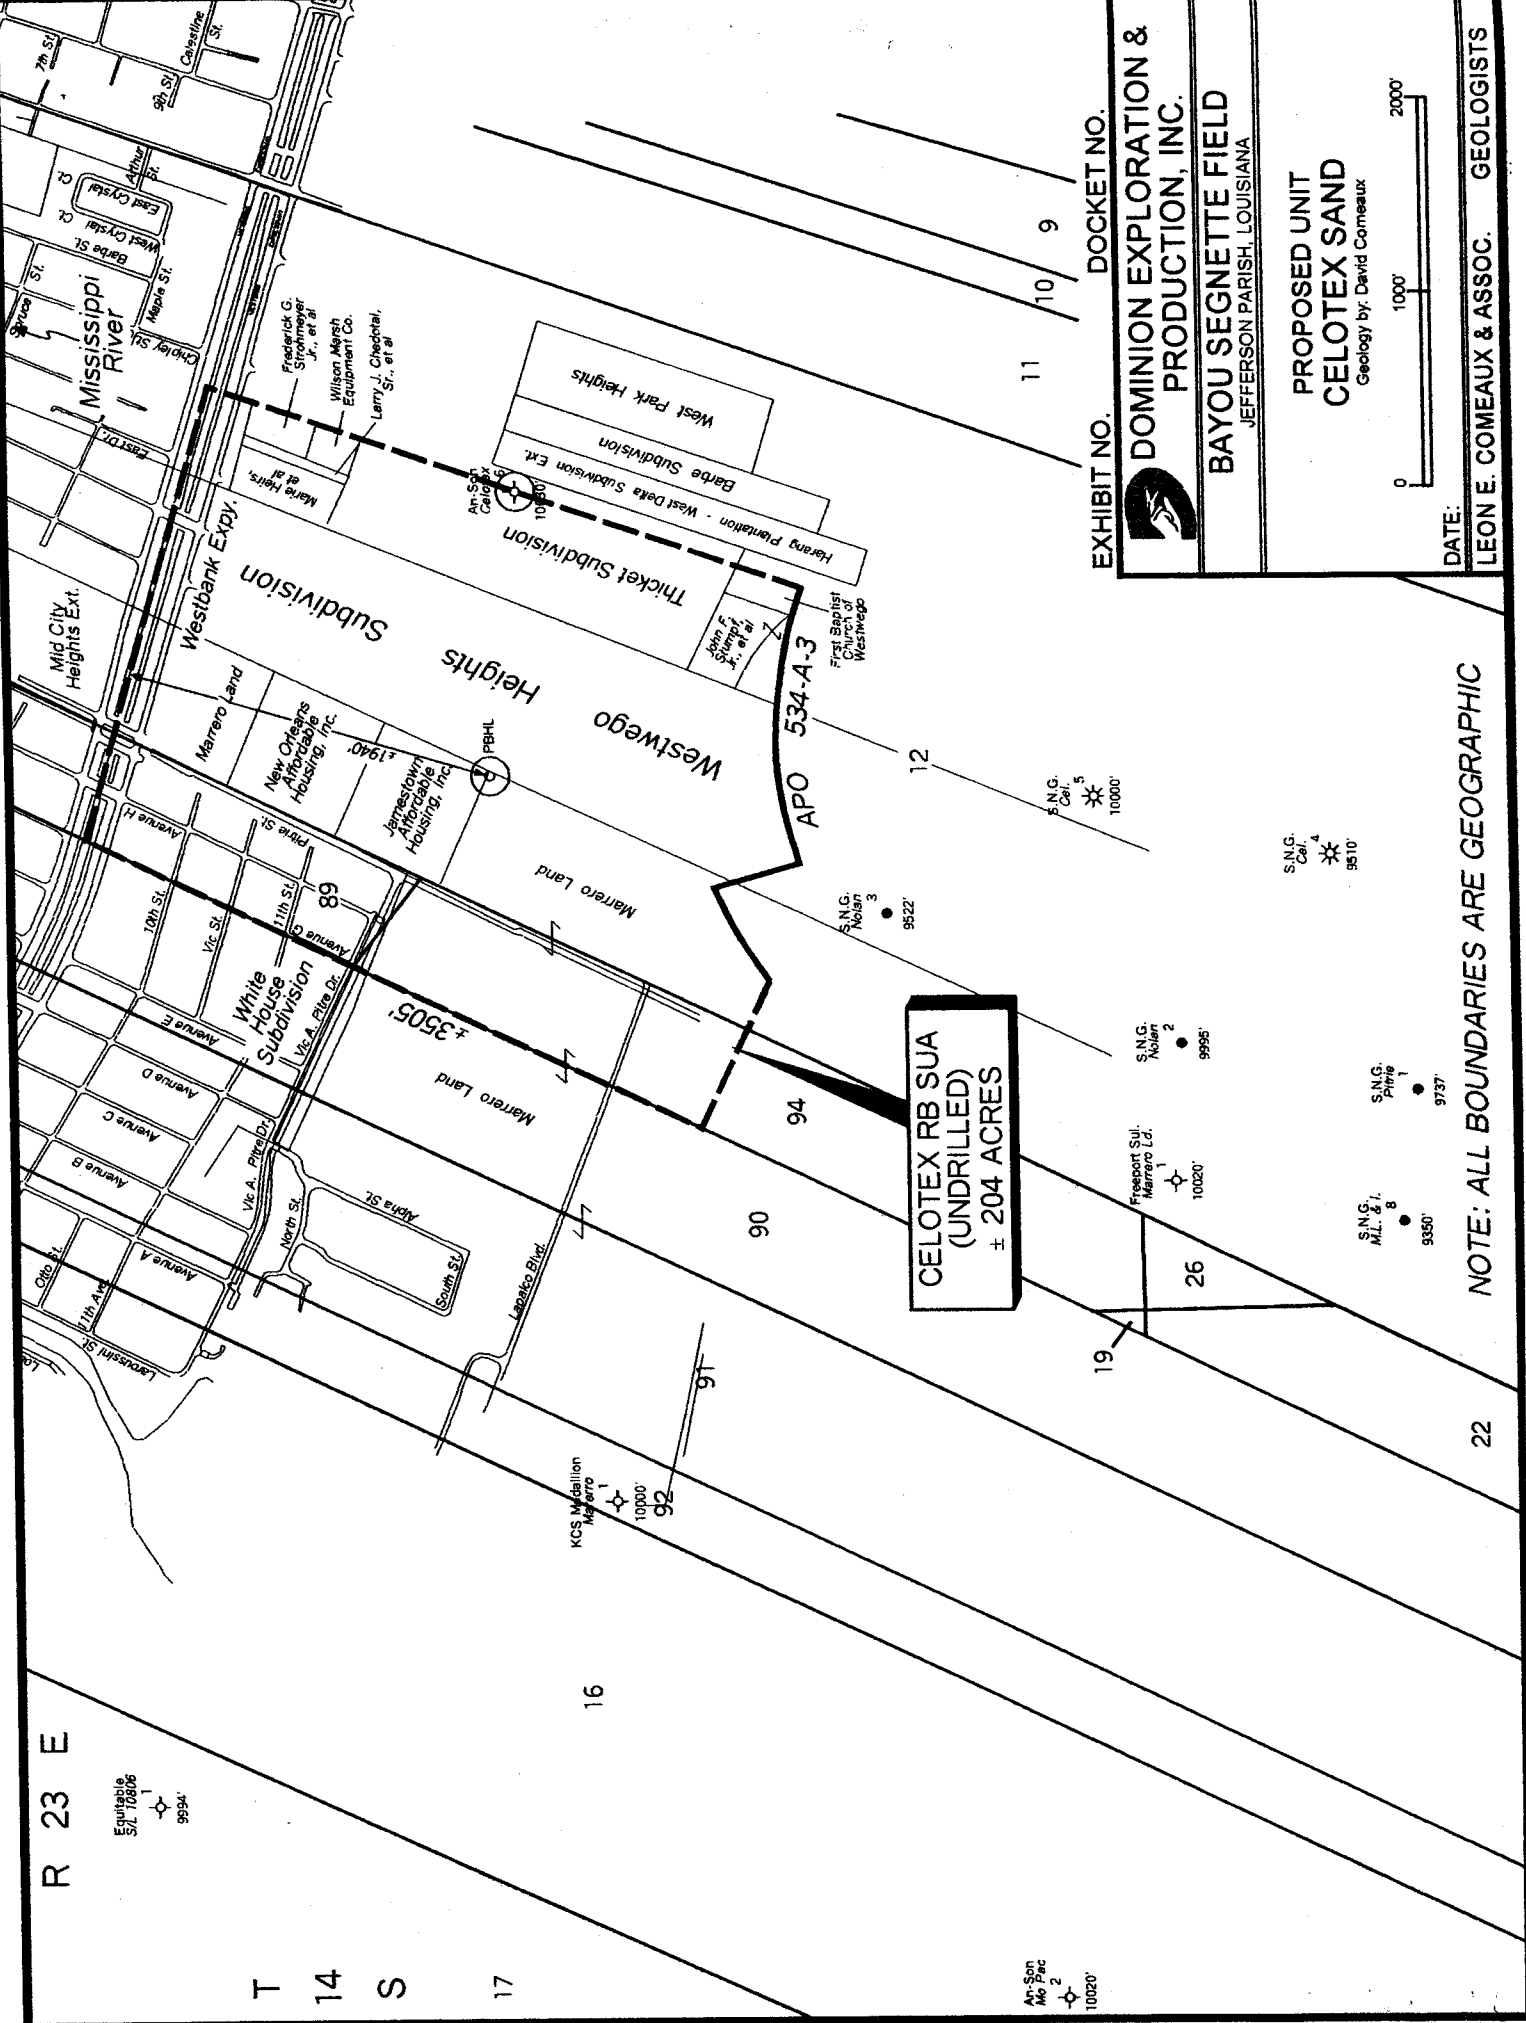 R 23 E
T
14
S
17
16
Equitable
S/L 10806
1
9994'
An-Son
Mo Pac
2
10020'
KCS Medallion
Marrero
1
10000'
92
91
90
94
89
19
26
22
12
11
10
9
Laroussini St.
Otto St.
11th Ave.
Avenue A
Avenue B
Avenue C
Avenue D
Avenue E
Avenue G
Avenue H
10th St.
Vic St.
11th St.
Pitrie St.
Vic A. Pitre Dr.
Vic A. Pitre Dr.
North St.
Alpha St.
South St.
Lapalco Blvd.
White
House
Subdivision
±3505'
Marrero Land
Marrero Land
Marrero Land
New Orleans
Affordable
Housing, Inc.
±1940'
Jamestown
Affordable
Housing, Inc.
PBHL
Mid City
Heights Ext.
Westbank Expy.
Westwego
Heights
Subdivision
Thicket Subdivision
East Dr.
Mississippi
River
Spruce St.
Chipley St.
Maple St.
Barbe St.
West Crystal Ct.
East Crystal Ct.
Arthur St.
7th St.
9th St.
Celestine
St.
Marie Heirs,
et al
Frederick G.
Strohmeyer
Jr., et al
Wilson Marsh
Equipment Co.
Larry J. Chedotal,
Sr., et al
An-Son
Celotex
6
10030'
West Park Heights
Barbe Subdivision
Harang Plantation - West Delta Subdivision Ext.
John F.
Stumpf,
Jr., et al
First Baptist
Church of
Westwego
APO 534-A-3
S.N.G.
Nolan
3
9522'
S.N.G.
Cel.
5
10000'
S.N.G.
Cel.
4
9510'
S.N.G.
Nolan
2
9995'
S.N.G.
Pitrie
1
9737'
Freeport Sul.
Marrero Ld.
1
10020'
S.N.G.
M.L. & I.
8
9350'
CELOTEX RB SUA
(UNDRILLED)
± 204 ACRES
NOTE: ALL BOUNDARIES ARE GEOGRAPHIC
EXHIBIT NO. DOCKET NO.
DOMINION EXPLORATION &
PRODUCTION, INC.
BAYOU SEGNETTE FIELD
JEFFERSON PARISH, LOUISIANA
PROPOSED UNIT
CELOTEX SAND
Geology by: David Comeaux
0 1000' 2000'
DATE:
LEON E. COMEAUX & ASSOC. GEOLOGISTS